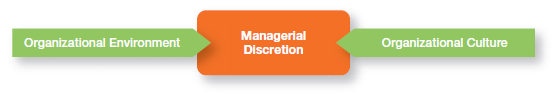 Organizational Environment
Managerial
Discretion
Organizational Culture